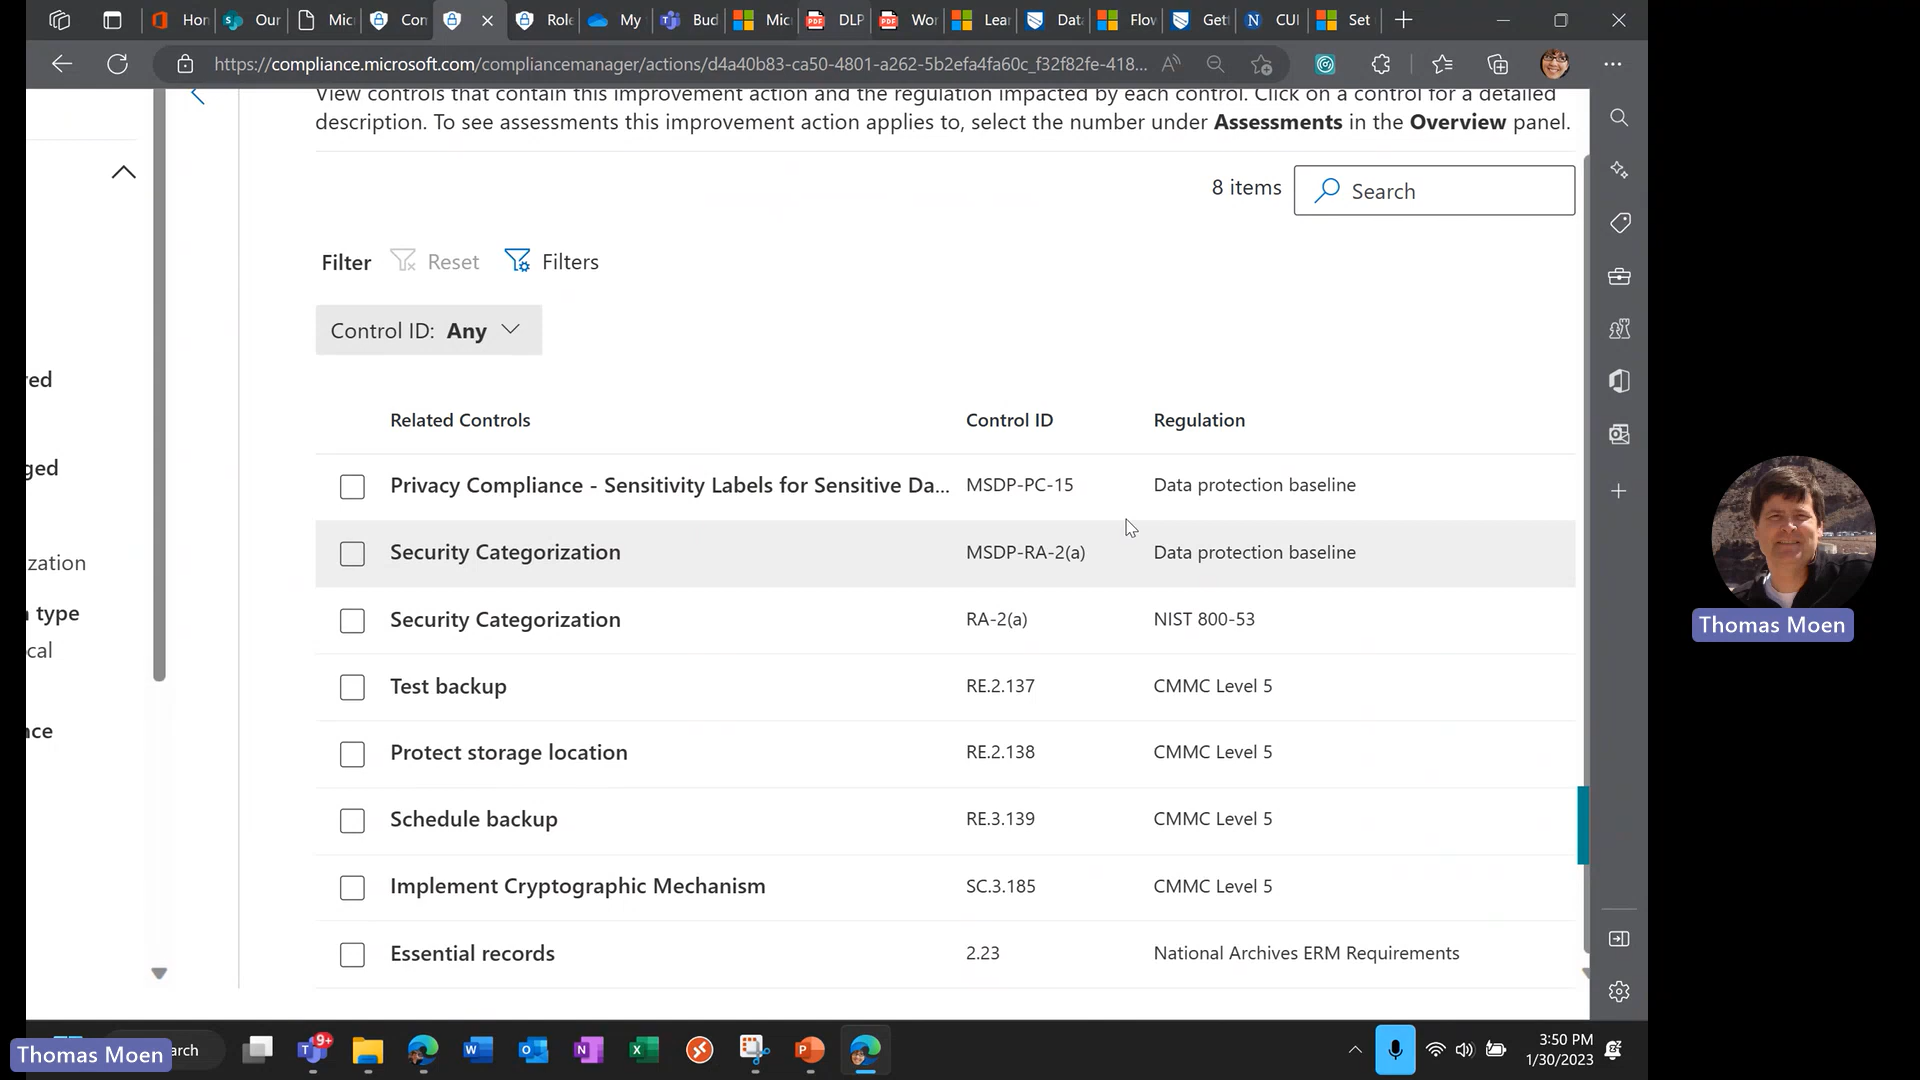 Hor
Our
Mic
Con
Role
My
Bud
Mic
DLP
Wor
Lear
Data
Flow
Gett
CUI
Set
https://compliance.microsoft.com/compliancemanager/actions/d4a40b83-ca50-4801-a262-5b2efa4fa60c_f32f82fe-418...
View controls that contain this improvement action and the regulation impacted by each control. Click on a control for a detailed
description. To see assessments this improvement action applies to, select the number under Assessments in the Overview panel.
8 items
Search
Filter Reset Filters
Control ID: Any
red
ged
ization
n type
cal
nce
Related Controls Control ID Regulation
Privacy Compliance - Sensitivity Labels for Sensitive Da... MSDP-PC-15 Data protection baseline
Security Categorization MSDP-RA-2(a) Data protection baseline
Security Categorization RA-2(a) NIST 800-53
Test backup RE.2.137 CMMC Level 5
Protect storage location RE.2.138 CMMC Level 5
Schedule backup RE.3.139 CMMC Level 5
Implement Cryptographic Mechanism SC.3.185 CMMC Level 5
Essential records 2.23 National Archives ERM Requirements
Thomas Moen
Thomas Moen
arch
9+
3:50 PM
1/30/2023